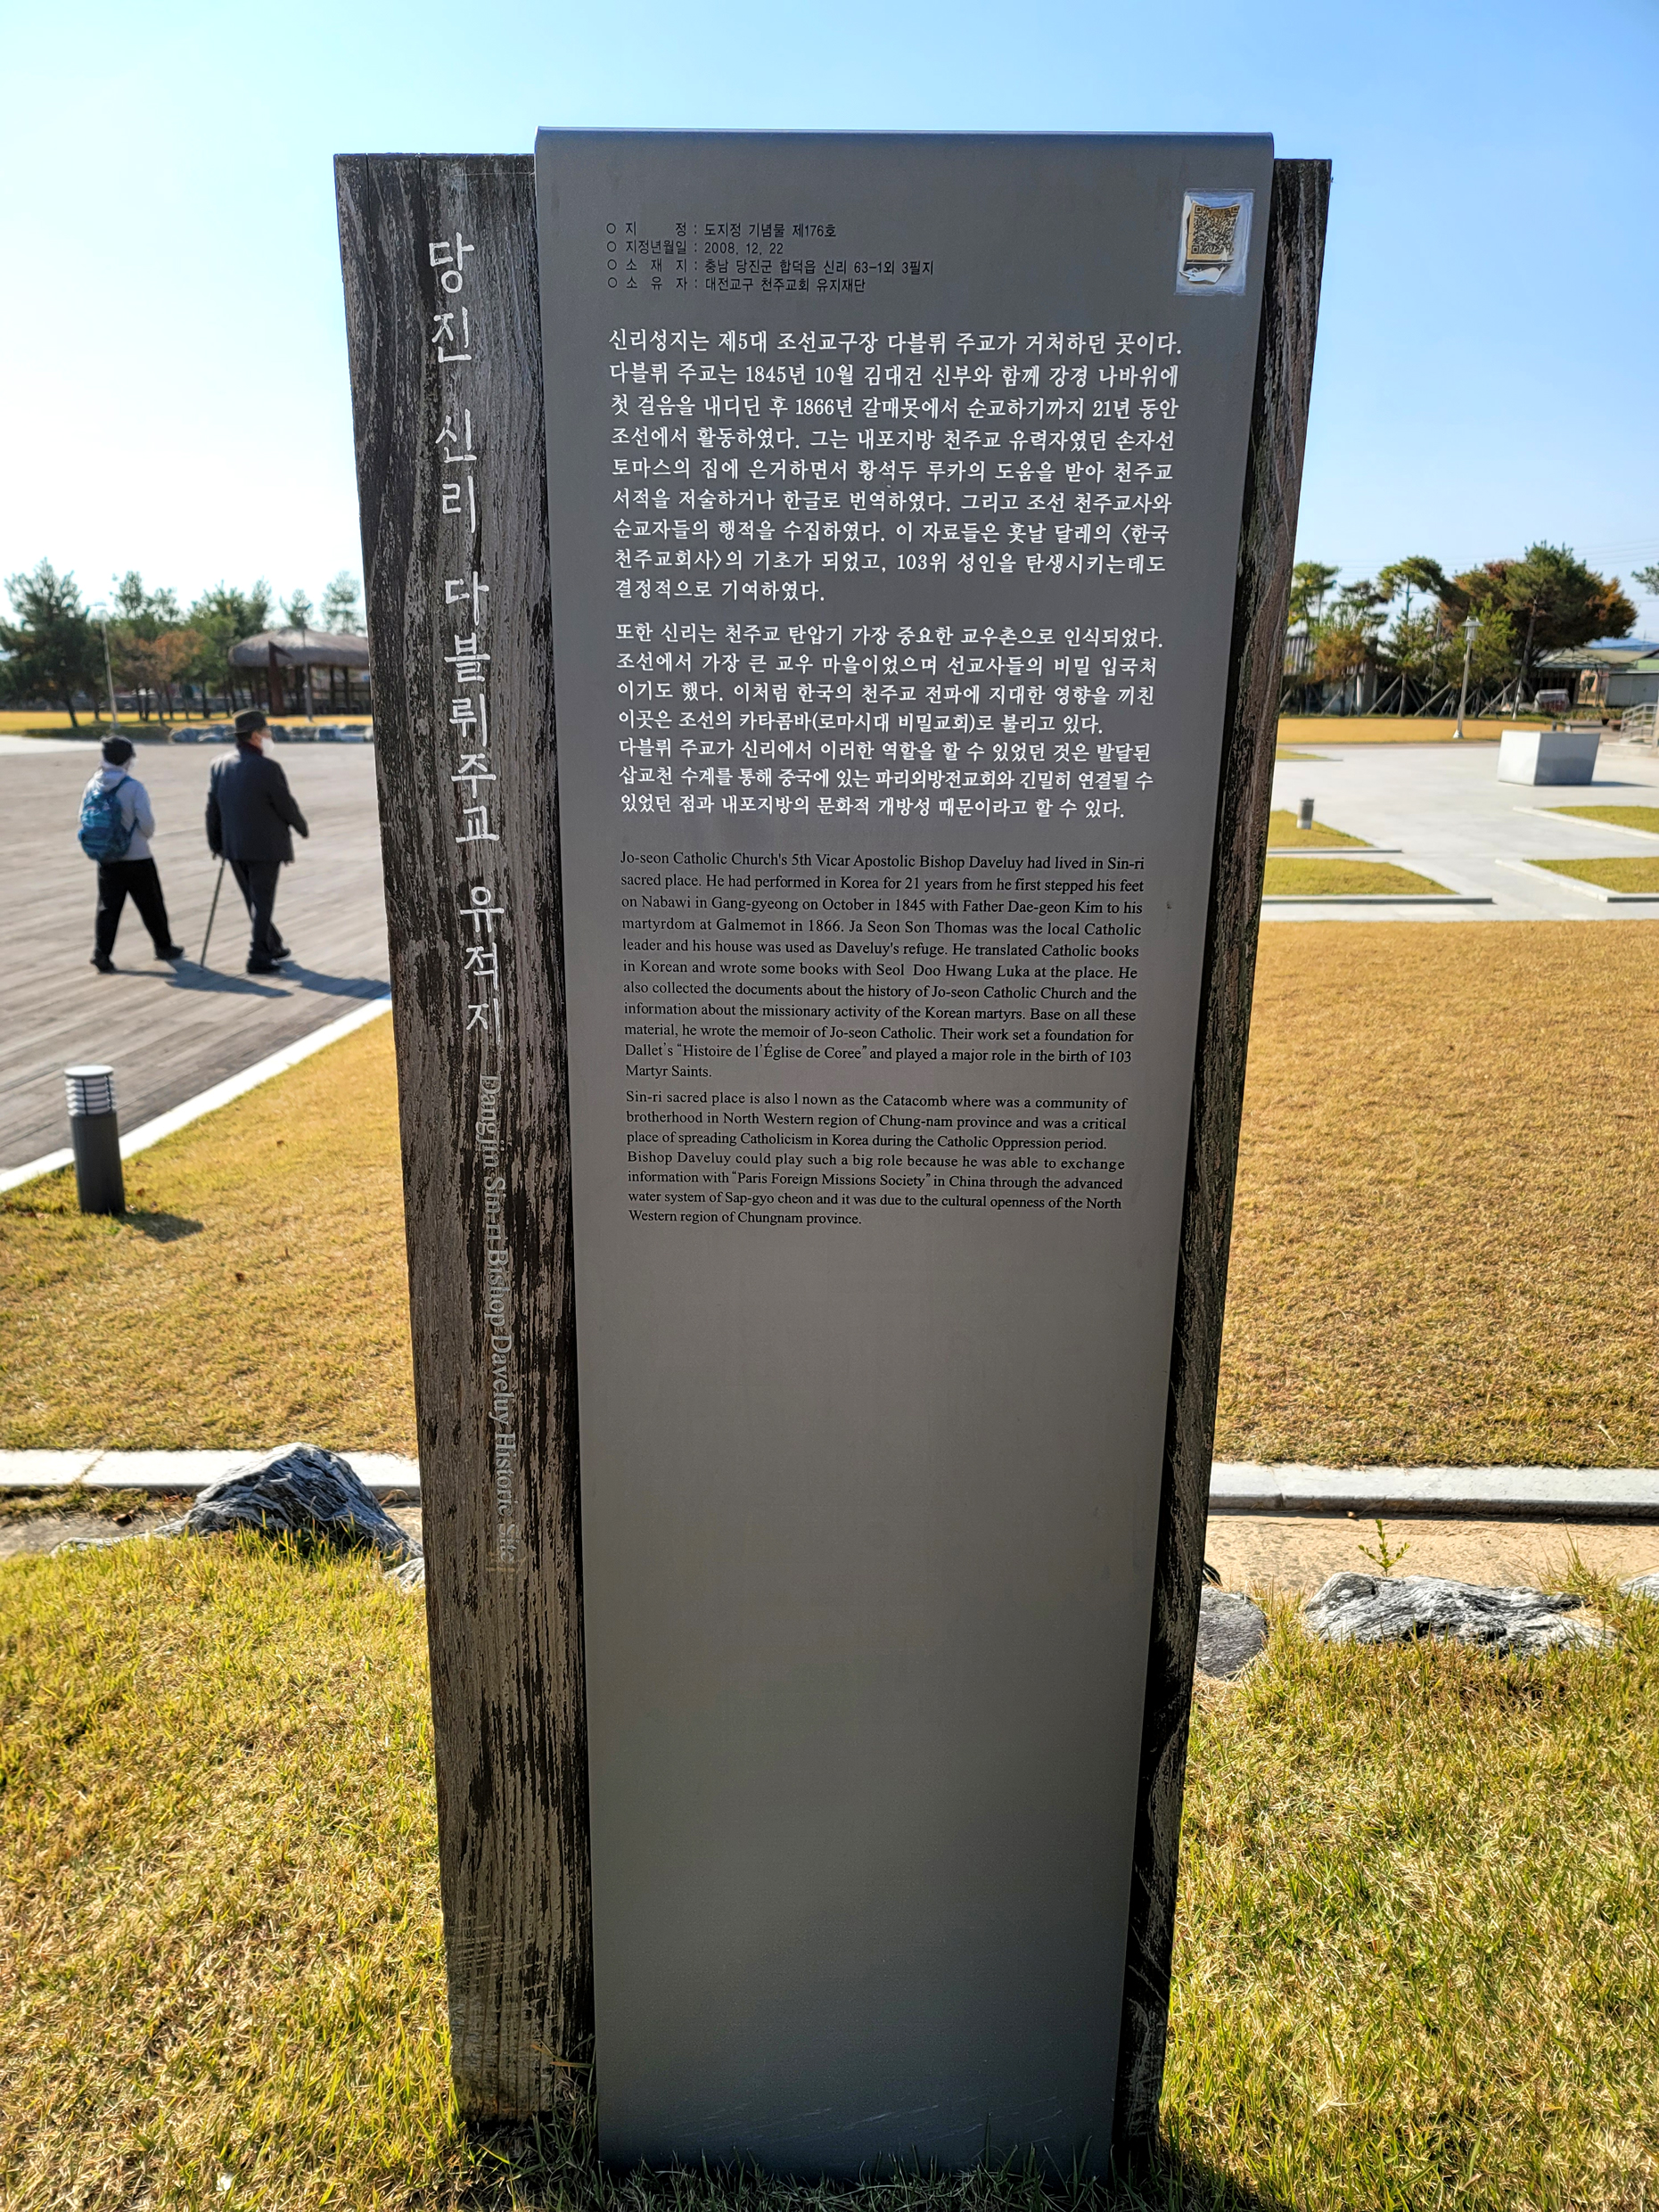 당진 신리 다블뤼주교 유적지
Dangjin Sin-ri Bishop Daveluy Historic Site
○ 지 정 : 도지정 기념물 제176호
○ 지정년월일 : 2008. 12. 22
○ 소 재 지 : 충남 당진군 합덕읍 신리 63-1외 3필지
○ 소 유 자 : 대전교구 천주교회 유지재단
신리성지는 제5대 조선교구장 다블뤼 주교가 거처하던 곳이다.
다블뤼 주교는 1845년 10월 김대건 신부와 함께 강경 나바위에
첫 걸음을 내디딘 후 1866년 갈매못에서 순교하기까지 21년 동안
조선에서 활동하였다. 그는 내포지방 천주교 유력자였던 손자선
토마스의 집에 은거하면서 황석두 루카의 도움을 받아 천주교
서적을 저술하거나 한글로 번역하였다. 그리고 조선 천주교사와
순교자들의 행적을 수집하였다. 이 자료들은 훗날 달레의 〈한국
천주교회사〉의 기초가 되었고, 103위 성인을 탄생시키는데도
결정적으로 기여하였다.
또한 신리는 천주교 탄압기 가장 중요한 교우촌으로 인식되었다.
조선에서 가장 큰 교우 마을이었으며 선교사들의 비밀 입국처
이기도 했다. 이처럼 한국의 천주교 전파에 지대한 영향을 끼친
이곳은 조선의 카타콤바(로마시대 비밀교회)로 불리고 있다.
다블뤼 주교가 신리에서 이러한 역할을 할 수 있었던 것은 발달된
삽교천 수계를 통해 중국에 있는 파리외방전교회와 긴밀히 연결될 수
있었던 점과 내포지방의 문화적 개방성 때문이라고 할 수 있다.
Jo-seon Catholic Church's 5th Vicar Apostolic Bishop Daveluy had lived in Sin-ri
sacred place. He had performed in Korea for 21 years from he first stepped his feet
on Nabawi in Gang-gyeong on October in 1845 with Father Dae-geon Kim to his
martyrdom at Galmemot in 1866. Ja Seon Son Thomas was the local Catholic
leader and his house was used as Daveluy's refuge. He translated Catholic books
in Korean and wrote some books with Seol Doo Hwang Luka at the place. He
also collected the documents about the history of Jo-seon Catholic Church and the
information about the missionary activity of the Korean martyrs. Base on all these
material, he wrote the memoir of Jo-seon Catholic. Their work set a foundation for
Dallet's "Histoire de l'Église de Coree" and played a major role in the birth of 103
Martyr Saints.
Sin-ri sacred place is also l nown as the Catacomb where was a community of
brotherhood in North Western region of Chung-nam province and was a critical
place of spreading Catholicism in Korea during the Catholic Oppression period.
Bishop Daveluy could play such a big role because he was able to exchange
information with "Paris Foreign Missions Society" in China through the advanced
water system of Sap-gyo cheon and it was due to the cultural openness of the North
Western region of Chungnam province.